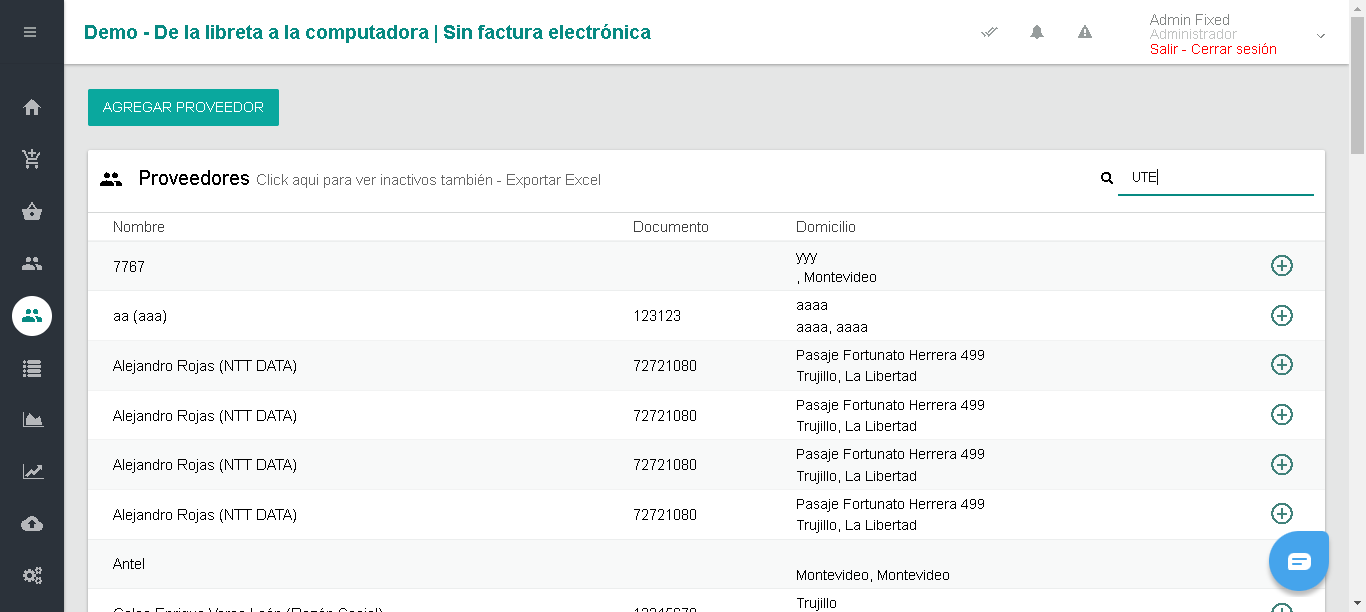 Demo - De la libreta a la computadora | Sin factura electrónica
Admin Fixed
Administrador
Salir - Cerrar sesión
AGREGAR PROVEEDOR
Proveedores Click aqui para ver inactivos también - Exportar Excel
UTE
Nombre Documento Domicilio
7767
yyy
, Montevideo
aa (aaa) 123123
aaaa
aaaa, aaaa
Alejandro Rojas (NTT DATA) 72721080
Pasaje Fortunato Herrera 499
Trujillo, La Libertad
Alejandro Rojas (NTT DATA) 72721080
Pasaje Fortunato Herrera 499
Trujillo, La Libertad
Alejandro Rojas (NTT DATA) 72721080
Pasaje Fortunato Herrera 499
Trujillo, La Libertad
Alejandro Rojas (NTT DATA) 72721080
Pasaje Fortunato Herrera 499
Trujillo, La Libertad
Antel
Montevideo, Montevideo
Trujillo